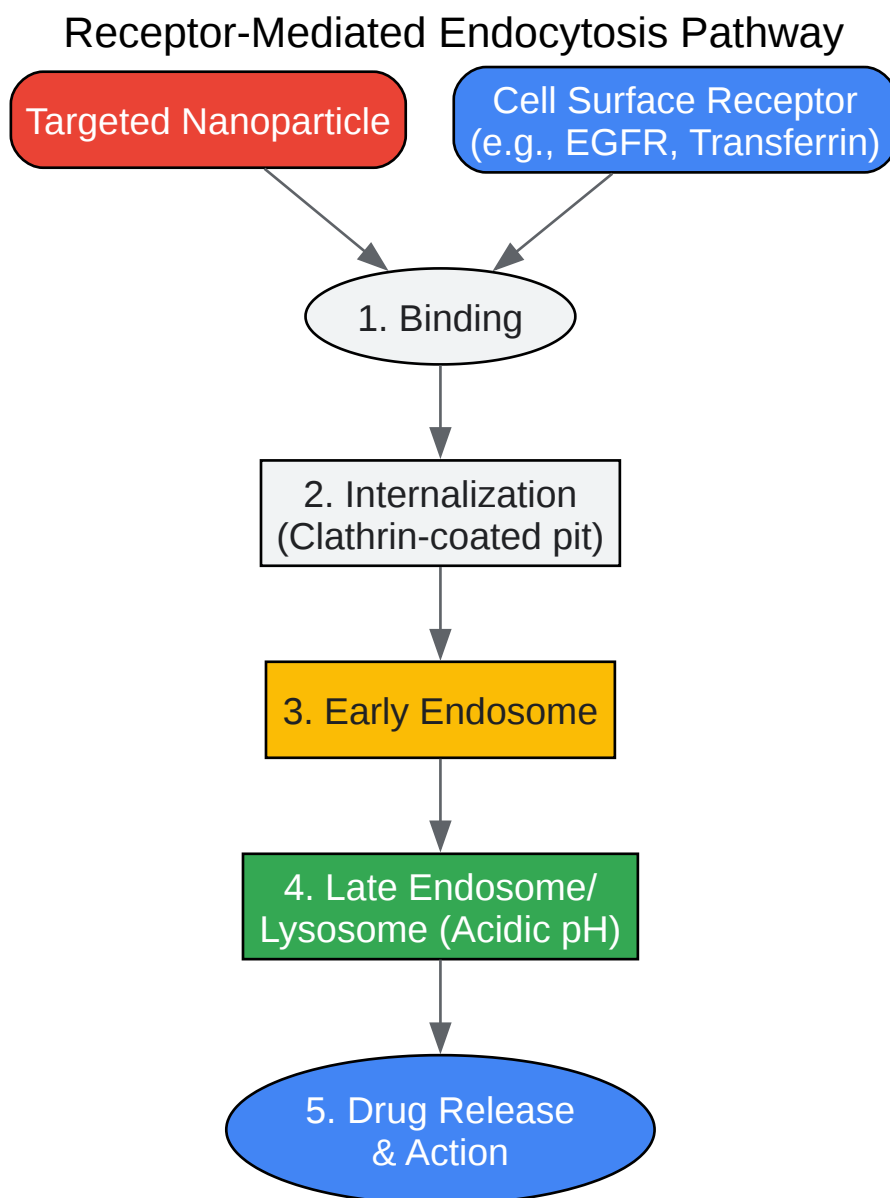 Receptor-Mediated Endocytosis Pathway
Targeted Nanoparticle
Cell Surface Receptor
(e.g., EGFR, Transferrin)
1. Binding
2. Internalization
(Clathrin-coated pit)
3. Early Endosome
4. Late Endosome/
Lysosome (Acidic pH)
5. Drug Release
& Action